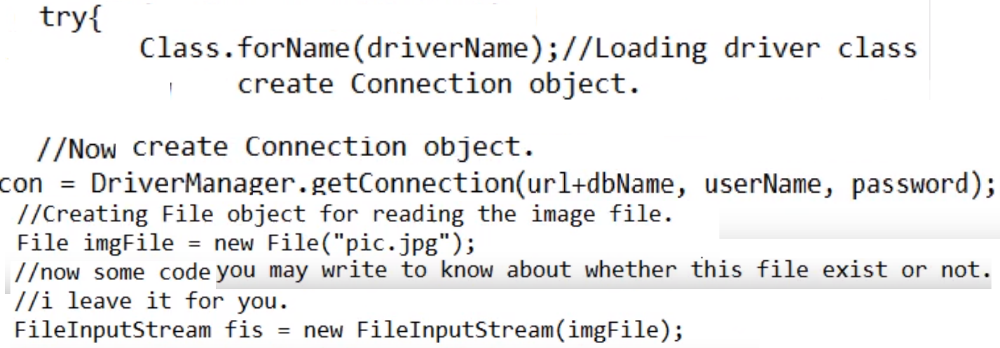 try{
Class.forName(driverName);//Loading driver class
create Connection object.
//Now create Connection object.
con = DriverManager.getConnection(url+dbName, userName, password);
//Creating File object for reading the image file.
File imgFile = new File("pic.jpg");
//now some code you may write to know about whether this file exist or not.
//i leave it for you.
FileInputStream fis = new FileInputStream(imgFile);